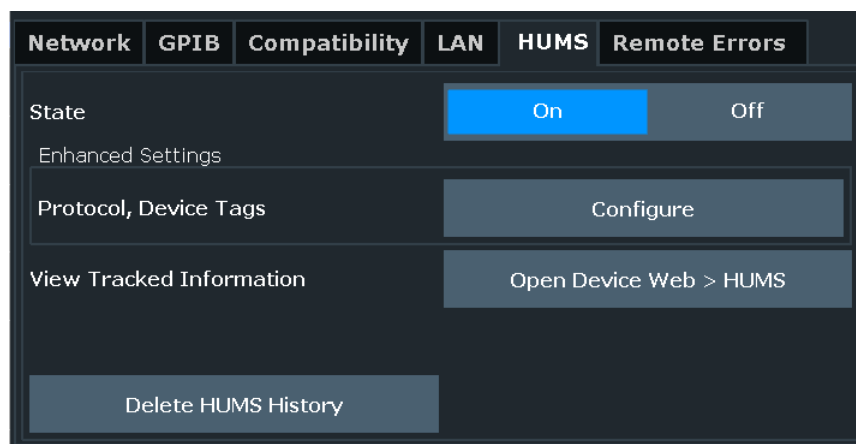 Network GPIB Compatibility LAN HUMS Remote Errors
State On Off
Enhanced Settings
Protocol, Device Tags Configure
View Tracked Information Open Device Web > HUMS
Delete HUMS History